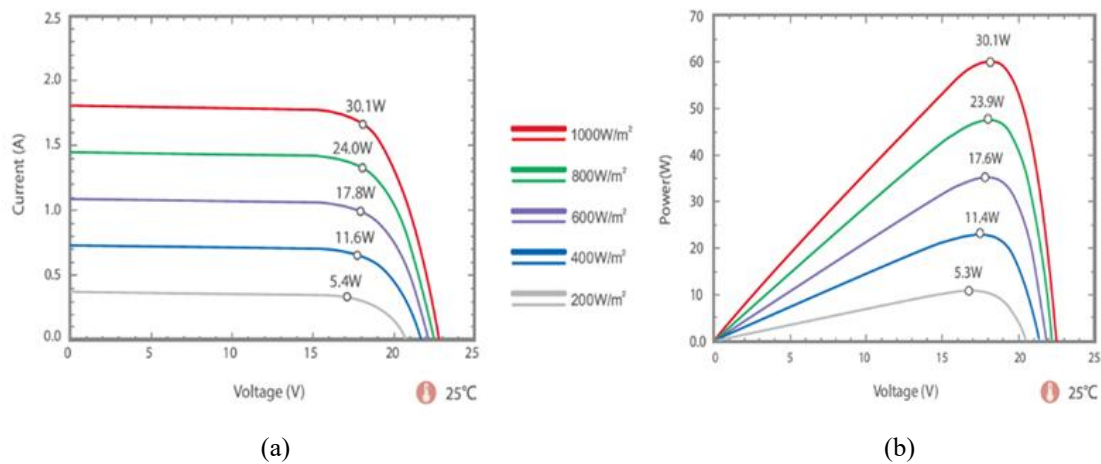 2.5
2.0
1.5
1.0
0.5
0.0
Current (A)
30.1W
24.0W
17.8W
11.6W
5.4W
0
5
10
15
20
25
Voltage (V)
25℃
(a)
1000W/m²
800W/m²
600W/m²
400W/m²
200W/m²
70
60
50
40
30
20
10
0.0
Power(W)
30.1W
23.9W
17.6W
11.4W
5.3W
0
5
10
15
20
25
Voltage (V)
25℃
(b)